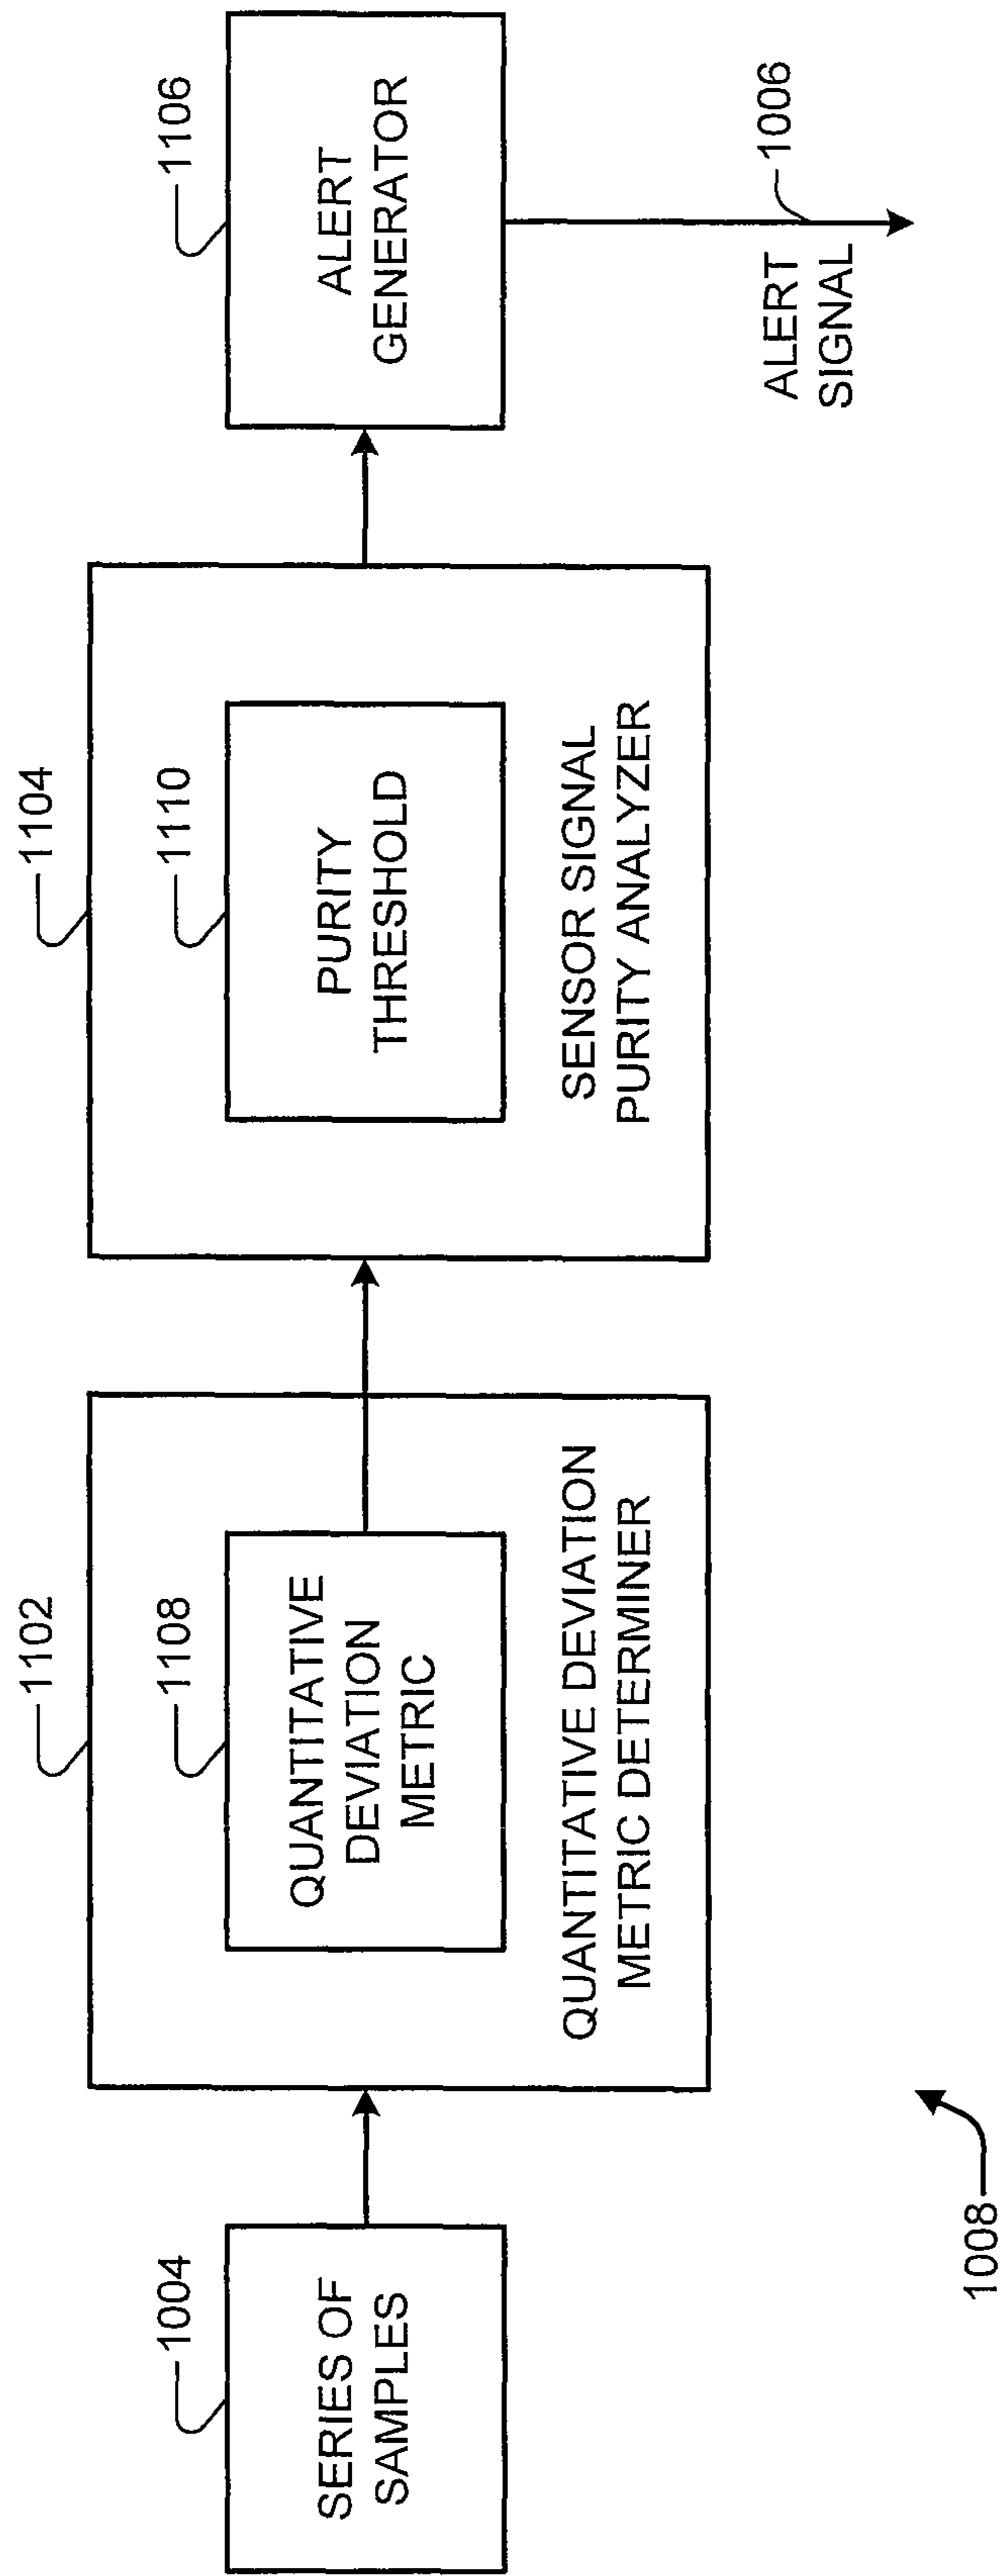 1004
SERIES OF
SAMPLES
1102
1108
QUANTITATIVE
DEVIATION
METRIC
QUANTITATIVE DEVIATION
METRIC DETERMINER
1104
1110
PURITY
THRESHOLD
SENSOR SIGNAL
PURITY ANALYZER
1106
ALERT
GENERATOR
ALERT
SIGNAL
1006
1008